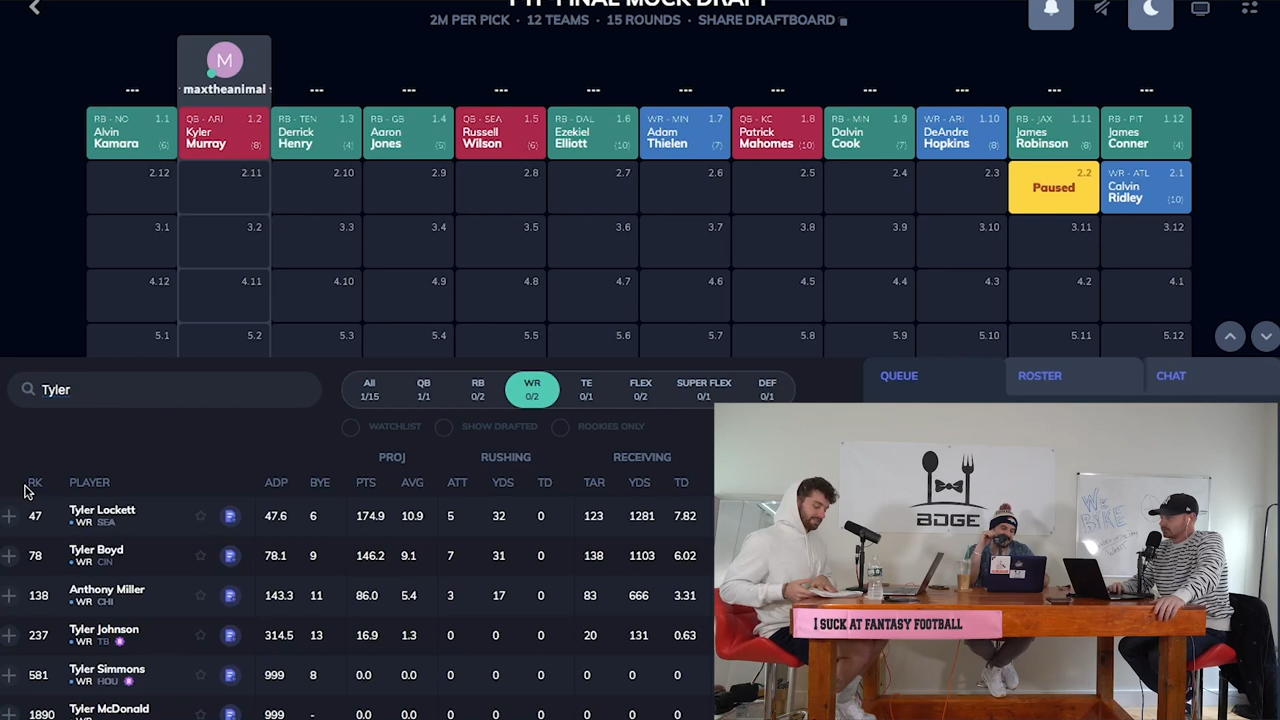 PIT FINAL MOCK DRAFT
2M PER PICK · 12 TEAMS · 15 ROUNDS · SHARE DRAFTBOARD
M
--- maxtheanimal --- --- --- --- --- --- --- --- --- ---
RB - NO 1.1 QB - ARI 1.2 RB - TEN 1.3 RB - GB 1.4 QB - SEA 1.5 RB - DAL 1.6 WR - MIN 1.7 QB - KC 1.8 RB - MIN 1.9 WR - ARI 1.10 RB - JAX 1.11 RB - PIT 1.12
Alvin Kyler Derrick Aaron Russell Ezekiel Adam Patrick Dalvin DeAndre James James
Kamara (6) Murray (8) Henry (4) Jones (5) Wilson (6) Elliott (10) Thielen (7) Mahomes (10) Cook (7) Hopkins (8) Robinson (8) Conner (4)
2.12 2.11 2.10 2.9 2.8 2.7 2.6 2.5 2.4 2.3 2.2 WR - ATL 2.1
Paused Calvin
Ridley (10)
3.1 3.2 3.3 3.4 3.5 3.6 3.7 3.8 3.9 3.10 3.11 3.12
4.12 4.11 4.10 4.9 4.8 4.7 4.6 4.5 4.4 4.3 4.2 4.1
5.1 5.2 5.3 5.4 5.5 5.6 5.7 5.8 5.9 5.10 5.11 5.12
Tyler
All QB RB WR TE FLEX SUPER FLEX DEF
1/15 1/1 0/2 0/2 0/1 0/2 0/1 0/1
QUEUE ROSTER CHAT
WATCHLIST SHOW DRAFTED ROOKIES ONLY
PROJ RUSHING RECEIVING
RK PLAYER ADP BYE PTS AVG ATT YDS TD TAR YDS TD
47 Tyler Lockett 47.6 6 174.9 10.9 5 32 0 123 1281 7.82
WR SEA
78 Tyler Boyd 78.1 9 146.2 9.1 7 31 0 138 1103 6.02
WR CIN
138 Anthony Miller 143.3 11 86.0 5.4 3 17 0 83 666 3.31
WR CHI
237 Tyler Johnson 314.5 13 16.9 1.3 0 0 0 20 131 0.63
WR TB
581 Tyler Simmons 999 8 0.0 0.0 0 0 0 0 0 0
WR HOU
1890 Tyler McDonald 999 - 0.0 0.0 0 0 0 0 0 0
BDGE
WE
I SUCK AT FANTASY FOOTBALL